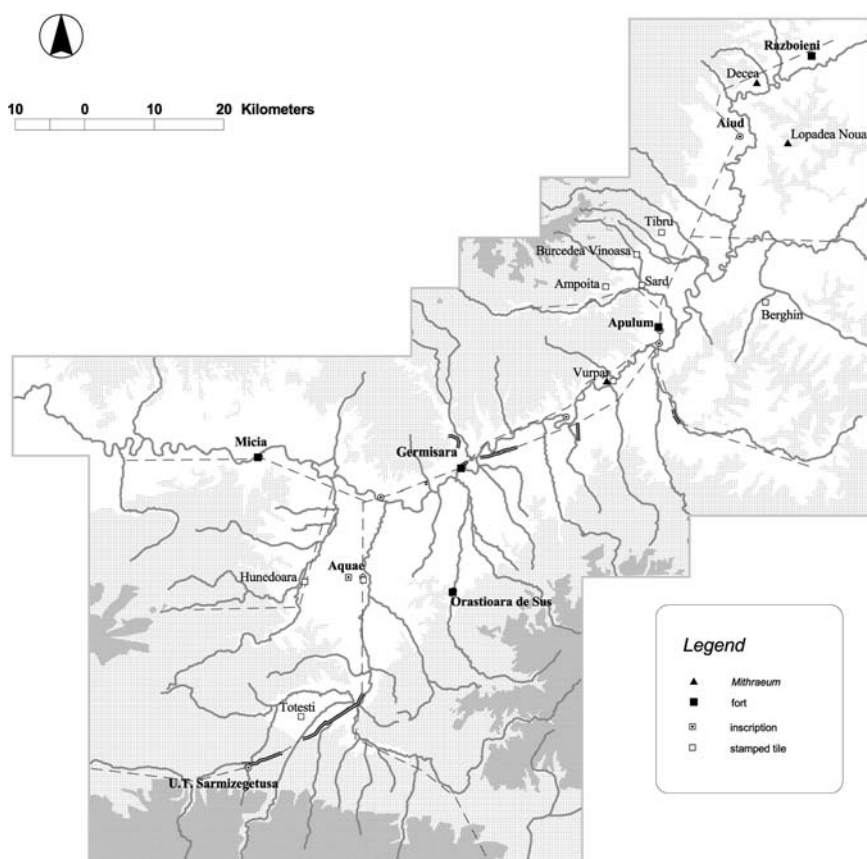 Razboieni
Decea
10 0 10 20 Kilometers
Aiud
Lopadea Noua
Tibru
Burcedea Vinoasa
Ampoita
Sard
Berghin
Apulum
Vurpar
Micia
Germisara
Hunedoara
Aquae
Orastioara de Sus
Totesti
U.T. Sarmizegetusa
Legend
Mithraeum
fort
inscription
stamped tile